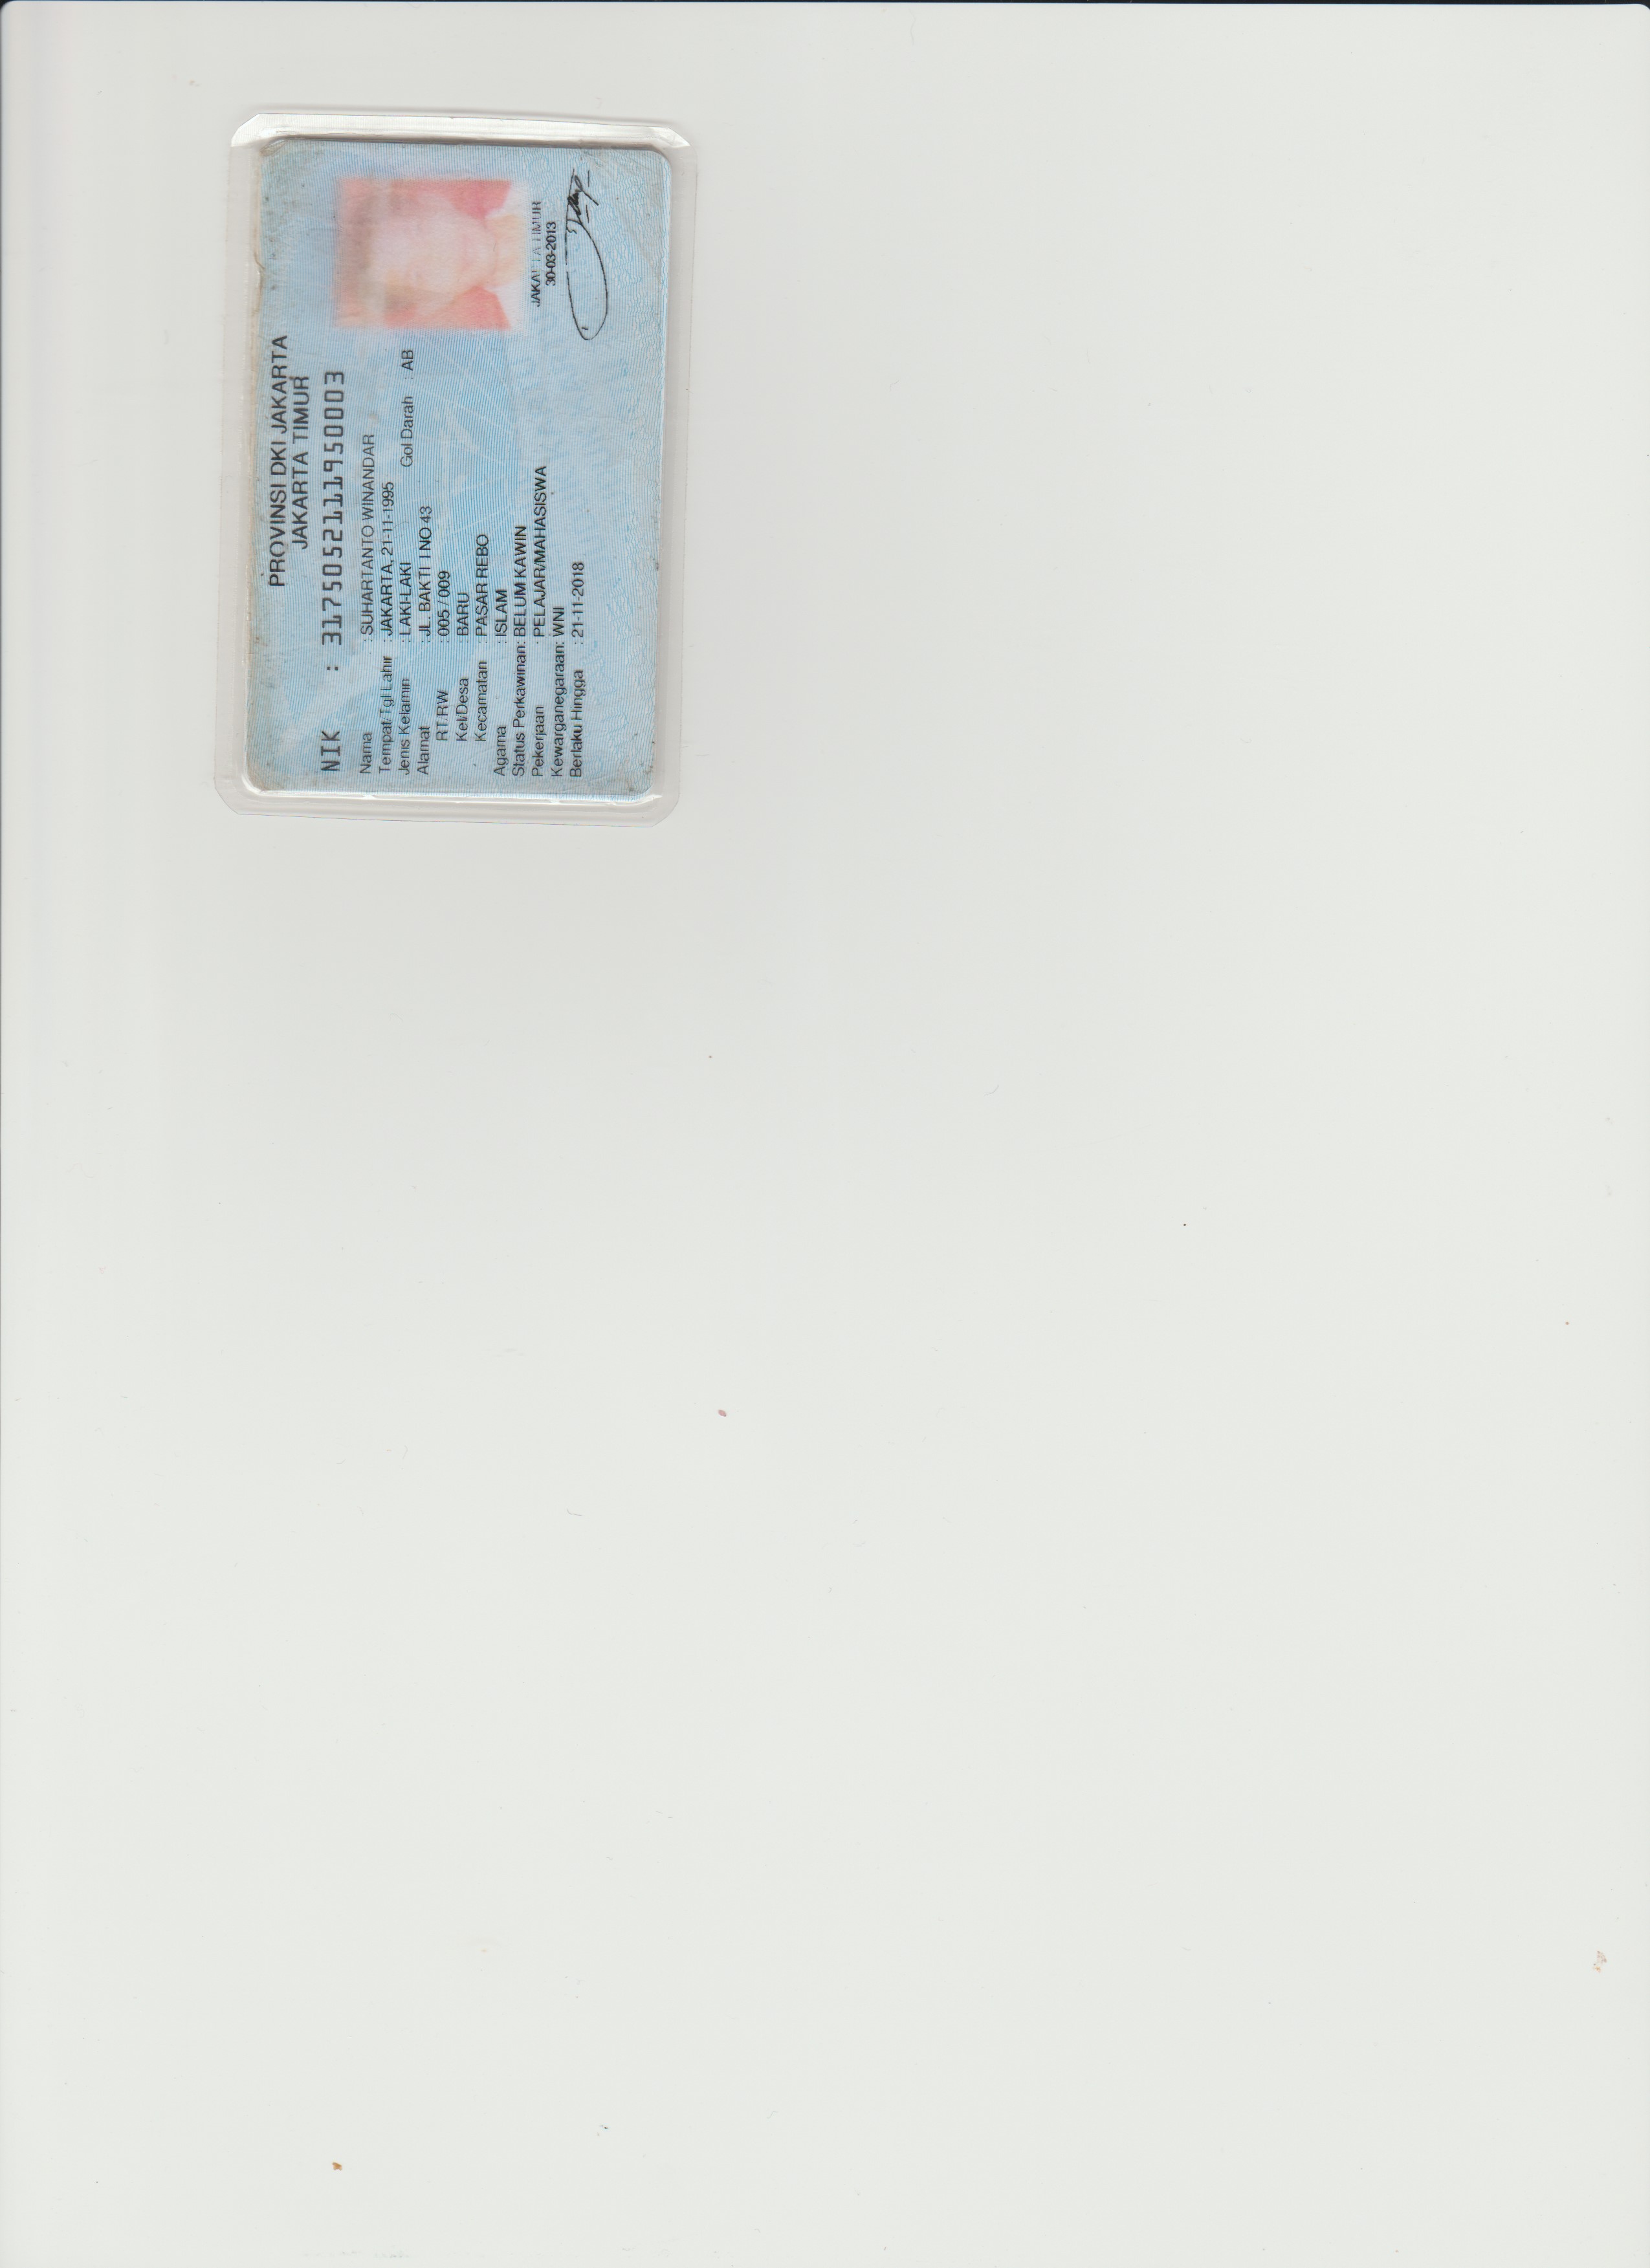 PROVINSI DKI JAKARTA
JAKARTA TIMUR
NIK : 3175052111950003
Nama : SUHARTANTO WINANDAR
Tempat/Tgl Lahir : JAKARTA, 21-11-1995
Jenis Kelamin : LAKI-LAKI Gol Darah : AB
Alamat : JL. BAKTI I NO 43
RT/RW : 005 / 009
Kel/Desa : BARU
Kecamatan : PASAR REBO
Agama : ISLAM
Status Perkawinan: BELUM KAWIN
Pekerjaan : PELAJAR/MAHASISWA
Kewarganegaraan: WNI
Berlaku Hingga : 21-11-2018
JAKARTA TIMUR
30-03-2013